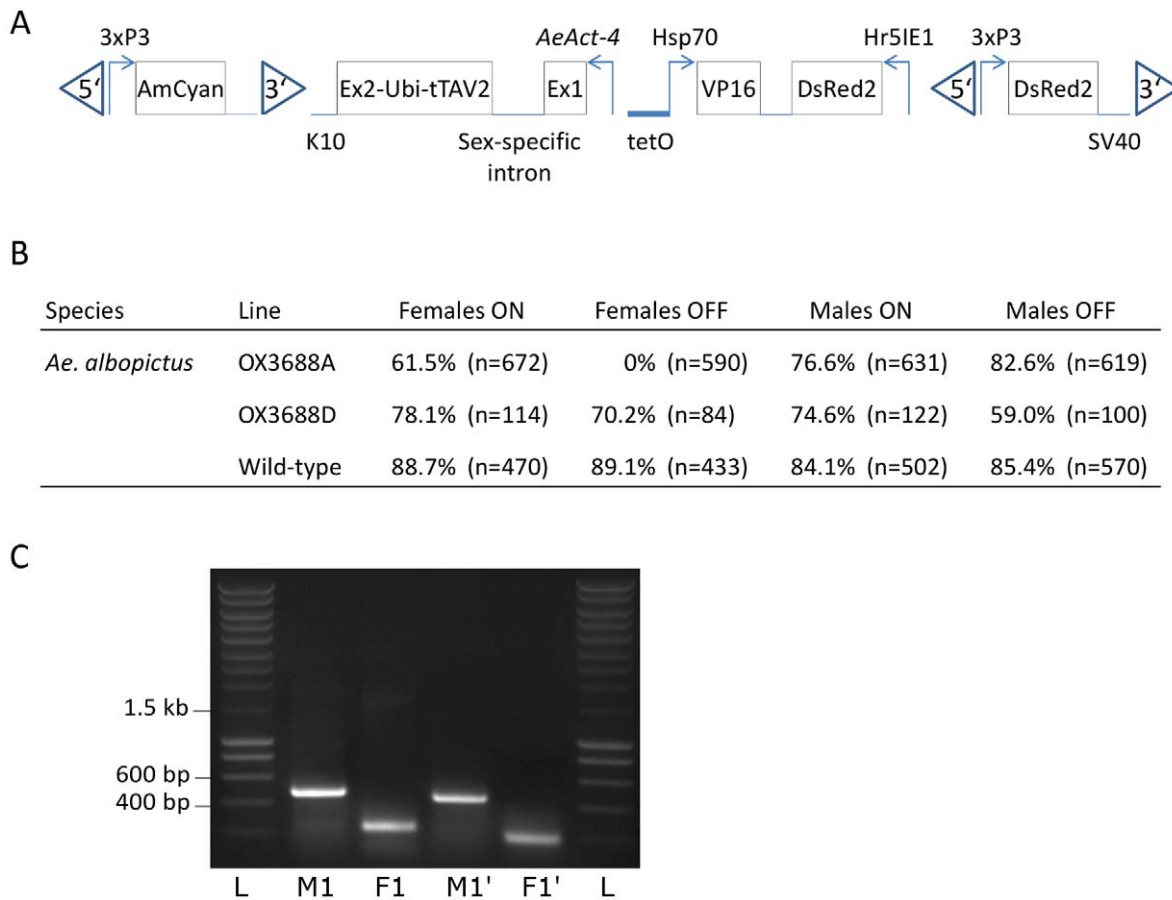 A
3xP3 AeAct-4 Hsp70 Hr5IE1 3xP3
5‘ AmCyan 3‘ Ex2-Ubi-tTAV2 Ex1 VP16 DsRed2 5‘ DsRed2 3‘
K10 Sex-specific intron tetO SV40
B
Species Line Females ON Females OFF Males ON Males OFF
Ae. albopictus OX3688A 61.5% (n=672) 0% (n=590) 76.6% (n=631) 82.6% (n=619)
OX3688D 78.1% (n=114) 70.2% (n=84) 74.6% (n=122) 59.0% (n=100)
Wild-type 88.7% (n=470) 89.1% (n=433) 84.1% (n=502) 85.4% (n=570)
C
1.5 kb
600 bp
400 bp
L M1 F1 M1' F1' L